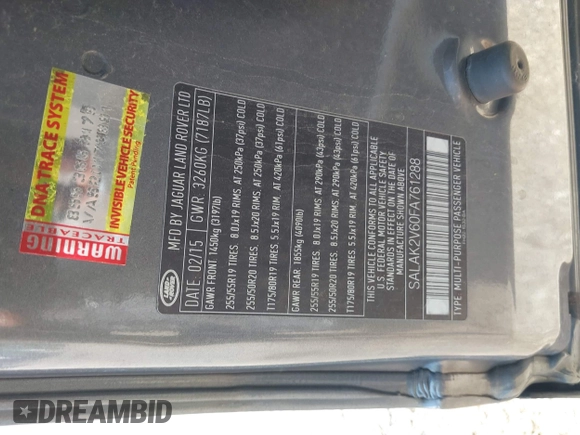 WARNING
TRACEABLE
DNA TRACE SYSTEM
INVISIBLE VEHICLE SECURITY
Patent Pending
LAND
ROVER
MFD BY JAGUAR LAND ROVER LTD
DATE 02/15 GWR 3260KG (7187LB)
GAWR FRONT 1450kg (3197lb)
255/55R19 TIRES. 8.0Jx19 RIMS, AT 250kPa (37psi) COLD
255/50R20 TIRES. 8.5Jx20 RIMS, AT 250kPa (37psi) COLD
T175/80R19 TIRES 5.5Jx19 RIM, AT 420kPa (61psi) COLD
GAWR REAR 1855kg (4090lb)
255/55R19 TIRES. 8.0Jx19 RIMS, AT 290kPa (43psi) COLD
255/50R20 TIRES. 8.5Jx20 RIMS, AT 290kPa (43psi) COLD
T175/80R19 TIRES 5.5Jx19 RIM, AT 420kPa (61psi) COLD
THIS VEHICLE CONFORMS TO ALL APPLICABLE
U.S. FEDERAL MOTOR VEHICLE
SAFETY STANDARDS IN EFFECT ON THE DATE OF
MANUFACTURE SHOWN ABOVE.
SALAK2V60FA761288
TYPE: MULTI-PURPOSE PASSENGER VEHICLE
DREAMBID